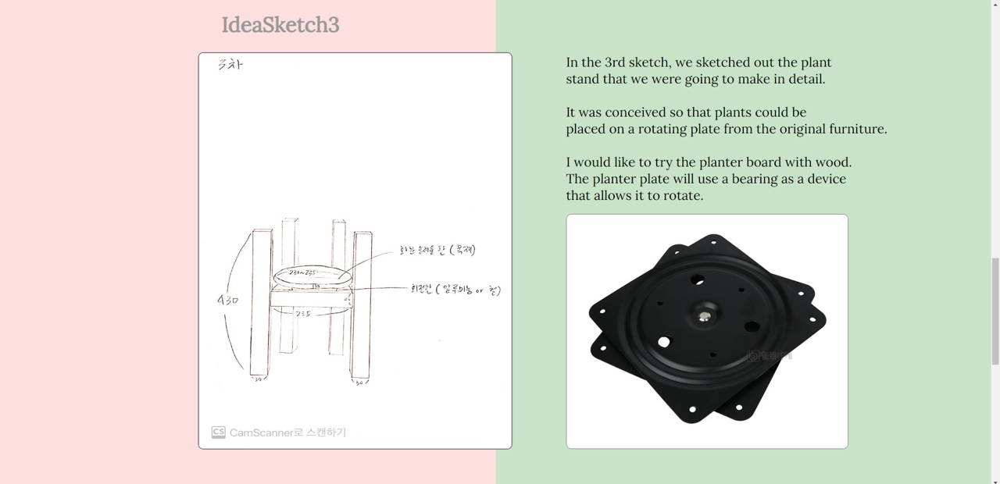 IdeaSketch3
3차
In the 3rd sketch, we sketched out the plant
stand that we were going to make in detail.
It was conceived so that plants could be
placed on a rotating plate from the original furniture.
I would like to try the planter board with wood.
The planter plate will use a bearing as a device
that allows it to rotate.
화분 올려둘 판 (목재)
230~235
회전판 (알루미늄 or 철)
430
235
30
30
CS CamScanner로 스캔하기